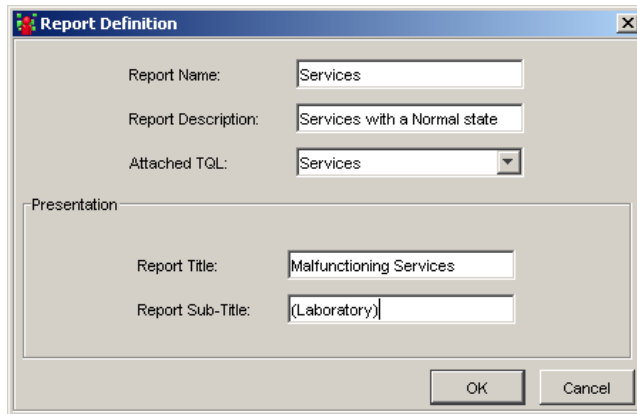 Report Definition
Report Name: Services
Report Description: Services with a Normal state
Attached TQL: Services
Presentation
Report Title: Malfunctioning Services
Report Sub-Title: (Laboratory)
OK Cancel